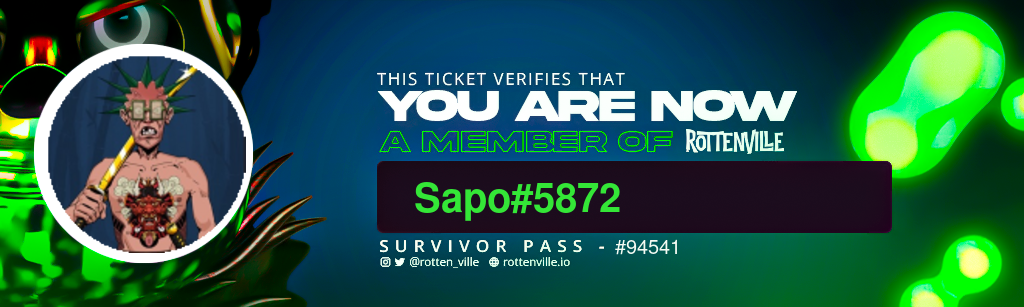 THIS TICKET VERIFIES THAT
YOU ARE NOW
A MEMBER OF ROTTENVILLE
Sapo#5872
SURVIVOR PASS - #94541
@rotten_ville rottenville.io